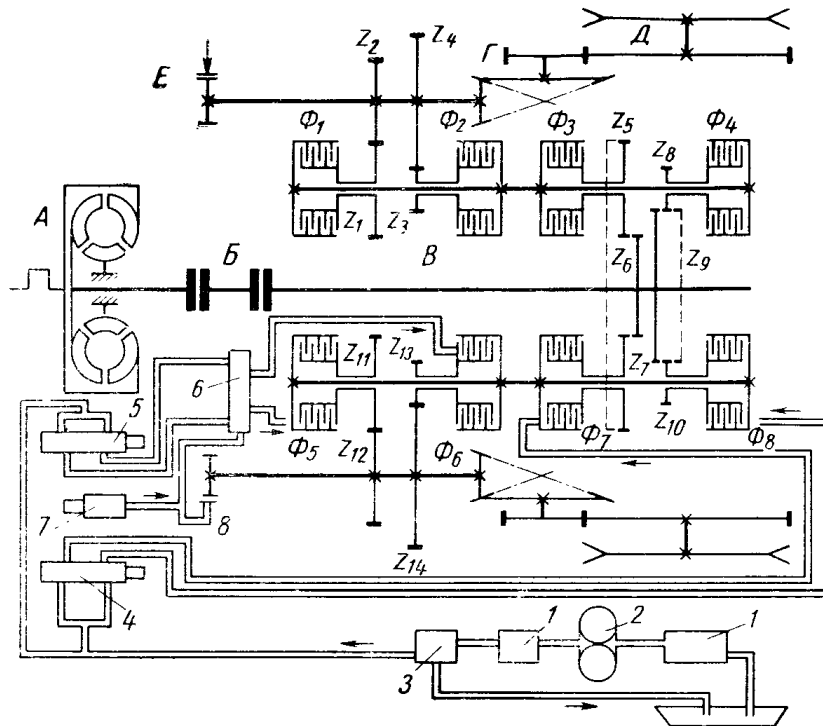 Z₂
Z₄
Г
Д
Е
Ф₁
Ф₂
Ф₃
Z₅
Z₈
Ф₄
А
Z₁
Z₃
Б
В
Z₆
Z₉
6
Z₁₁
Z₁₃
Z₇
5
Ф₅
Z₁₂
Ф₆
Ф₇
Z₁₀
Ф₈
7
8
Z₁₄
4
1
2
1
3